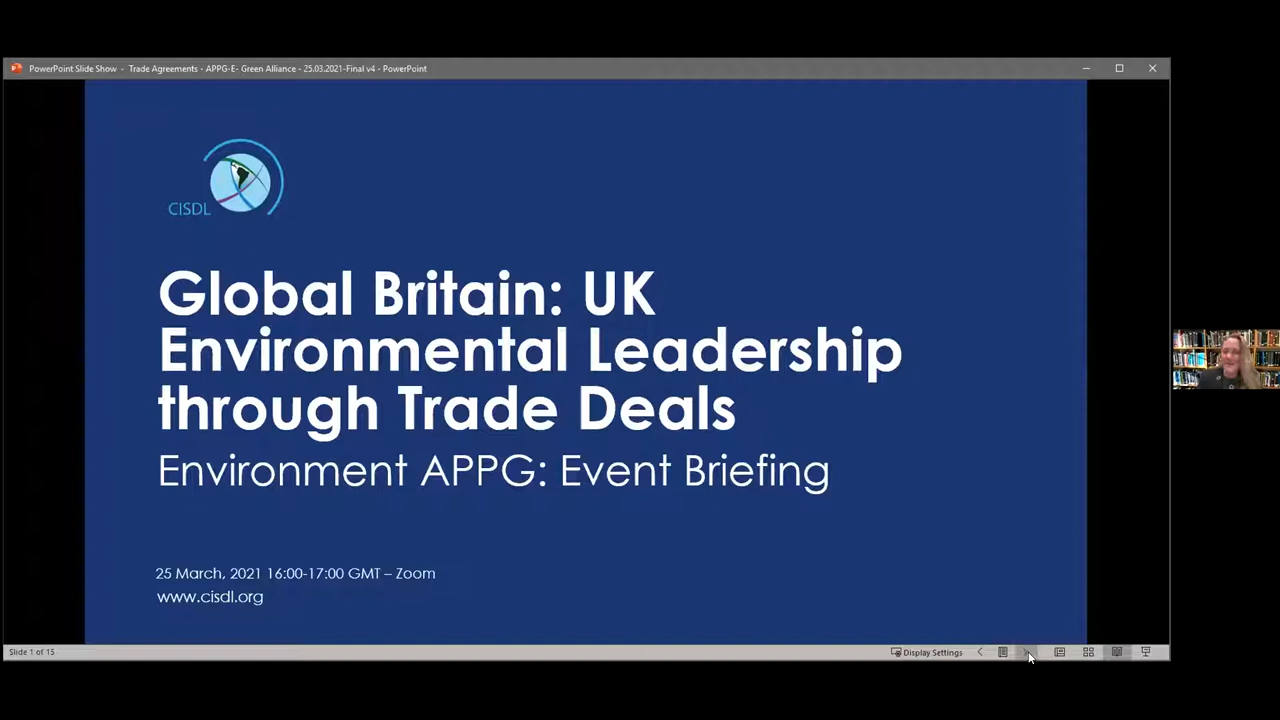 PowerPoint Slide Show - Trade Agreements - APPG-E- Green Alliance - 25.03.2021-Final v4 - PowerPoint
CISDL
Global Britain: UK
Environmental Leadership
through Trade Deals
Environment APPG: Event Briefing
25 March, 2021 16:00-17:00 GMT – Zoom
www.cisdl.org
Slide 1 of 15
Display Settings